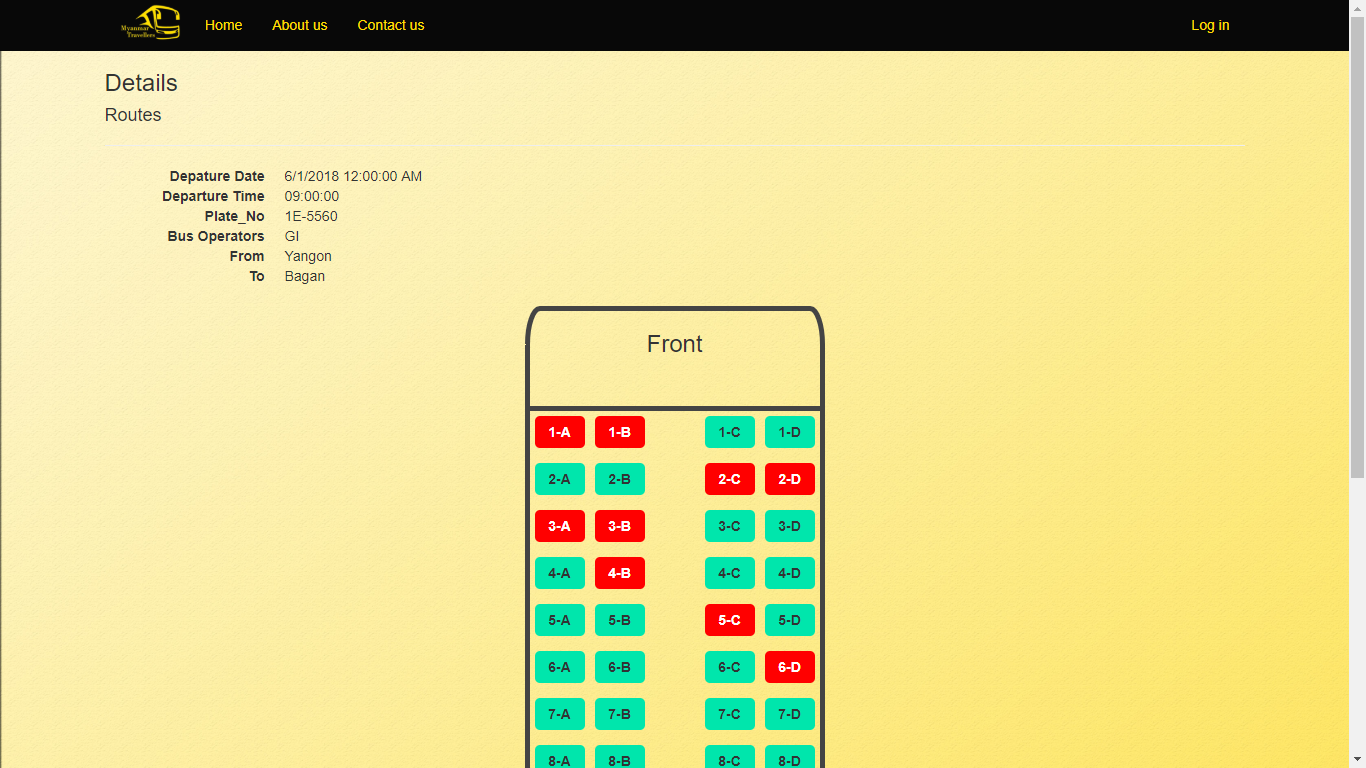 Myanmar
Travellers
Home About us Contact us Log in
Details
Routes
Depature Date 6/1/2018 12:00:00 AM
Departure Time 09:00:00
Plate_No 1E-5560
Bus Operators GI
From Yangon
To Bagan
Front
1-A 1-B 1-C 1-D
2-A 2-B 2-C 2-D
3-A 3-B 3-C 3-D
4-A 4-B 4-C 4-D
5-A 5-B 5-C 5-D
6-A 6-B 6-C 6-D
7-A 7-B 7-C 7-D
8-A 8-B 8-C 8-D